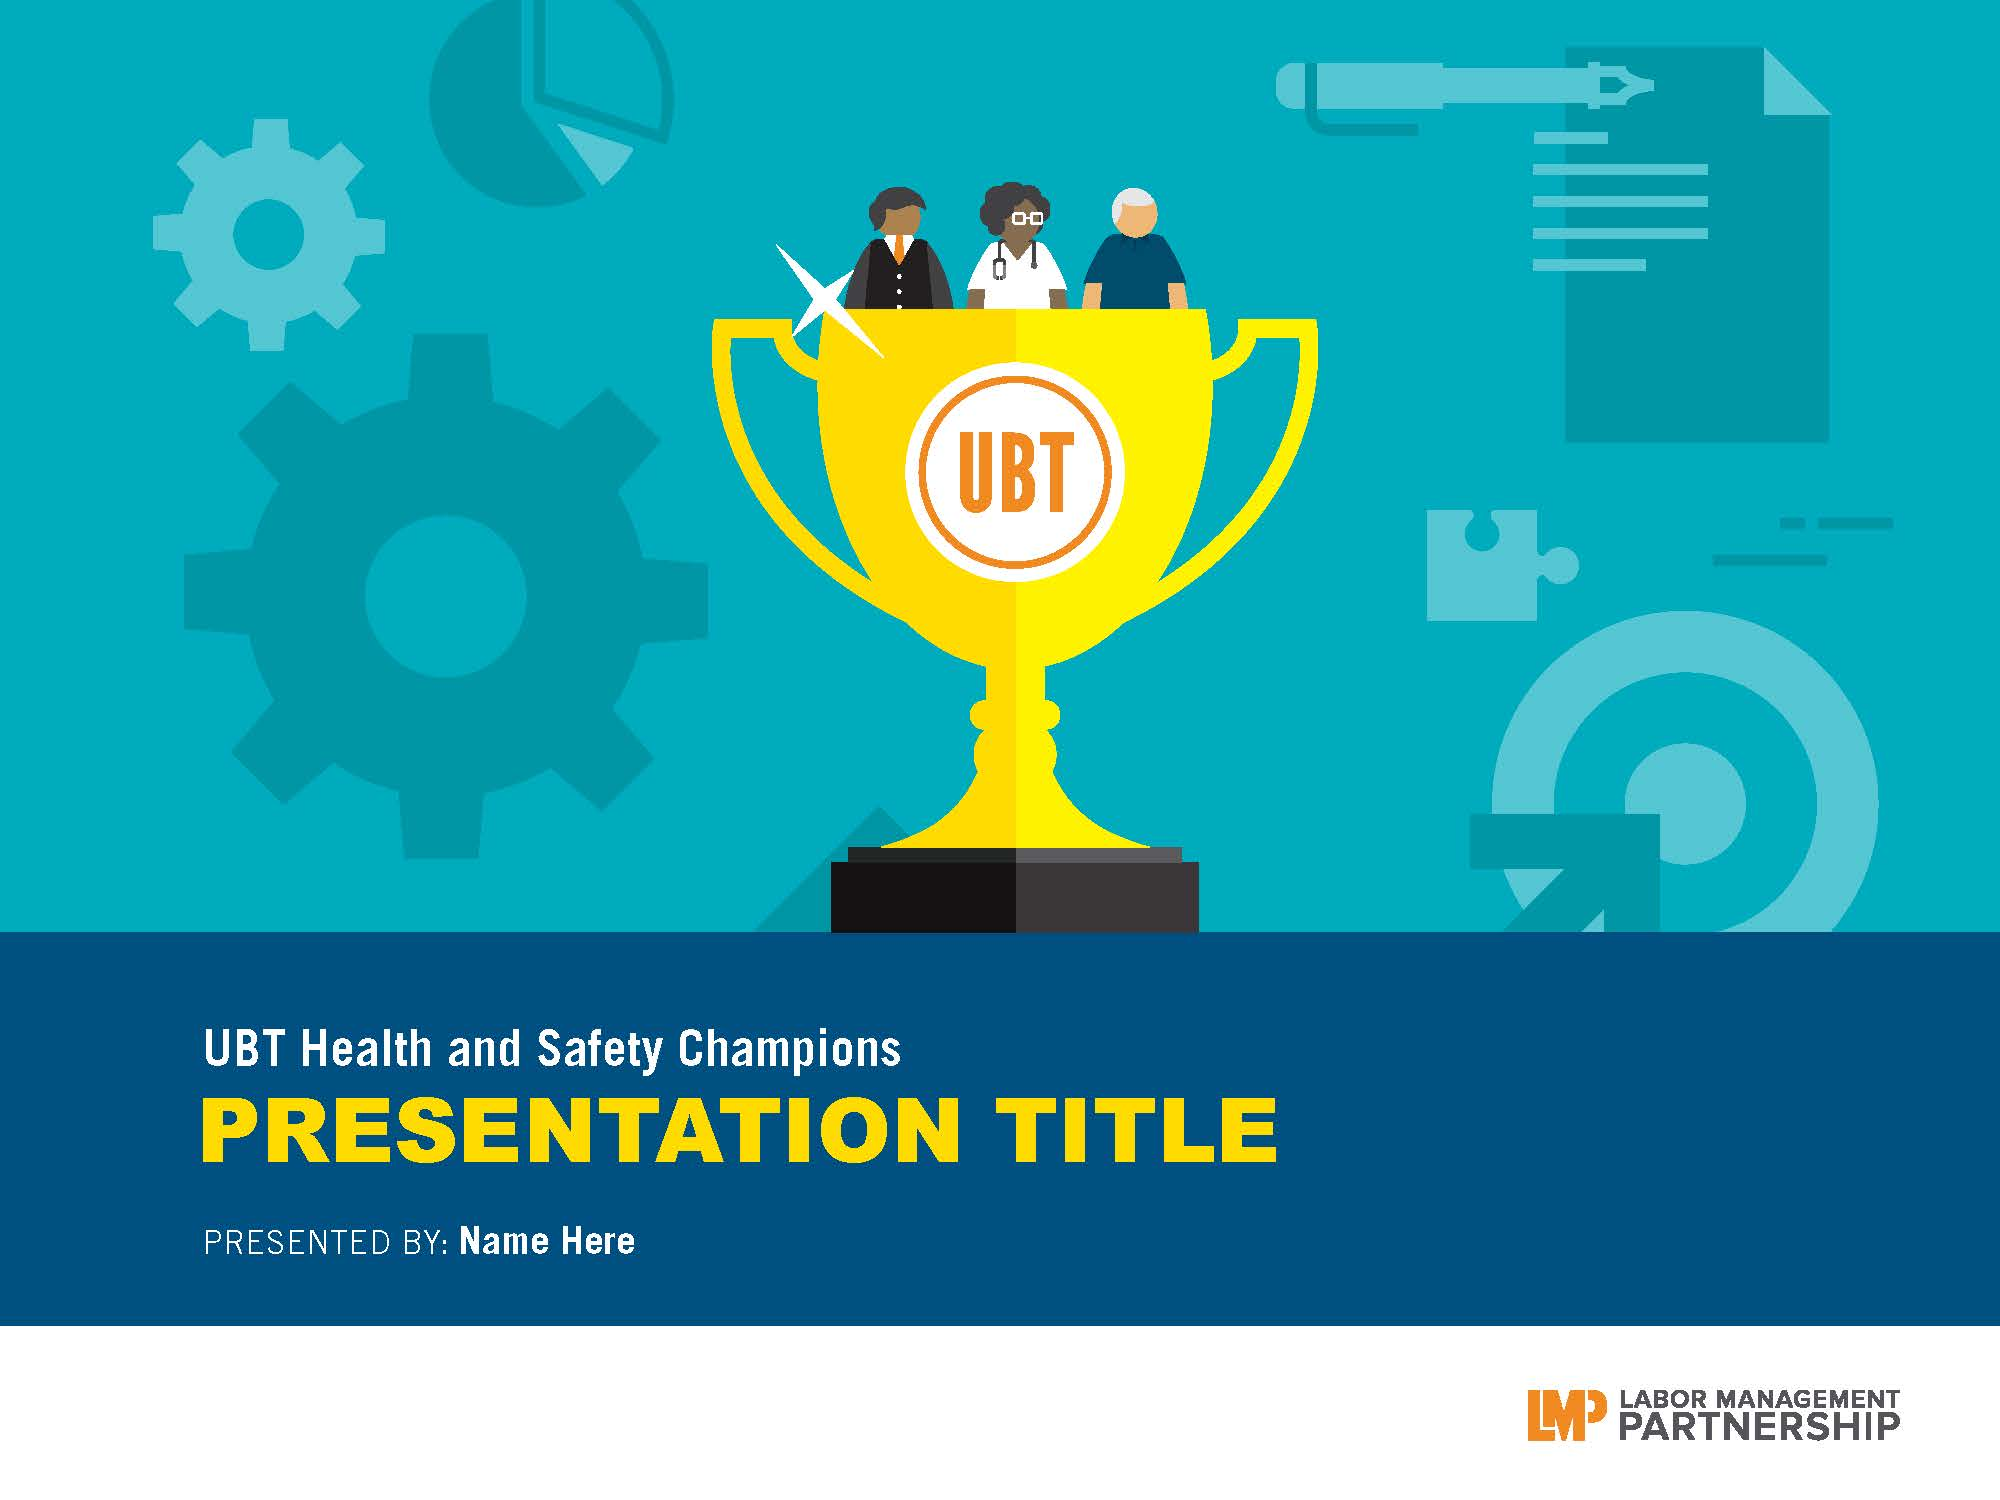 UBT
UBT Health and Safety Champions
PRESENTATION TITLE
PRESENTED BY: Name Here
LMP LABOR MANAGEMENT
PARTNERSHIP